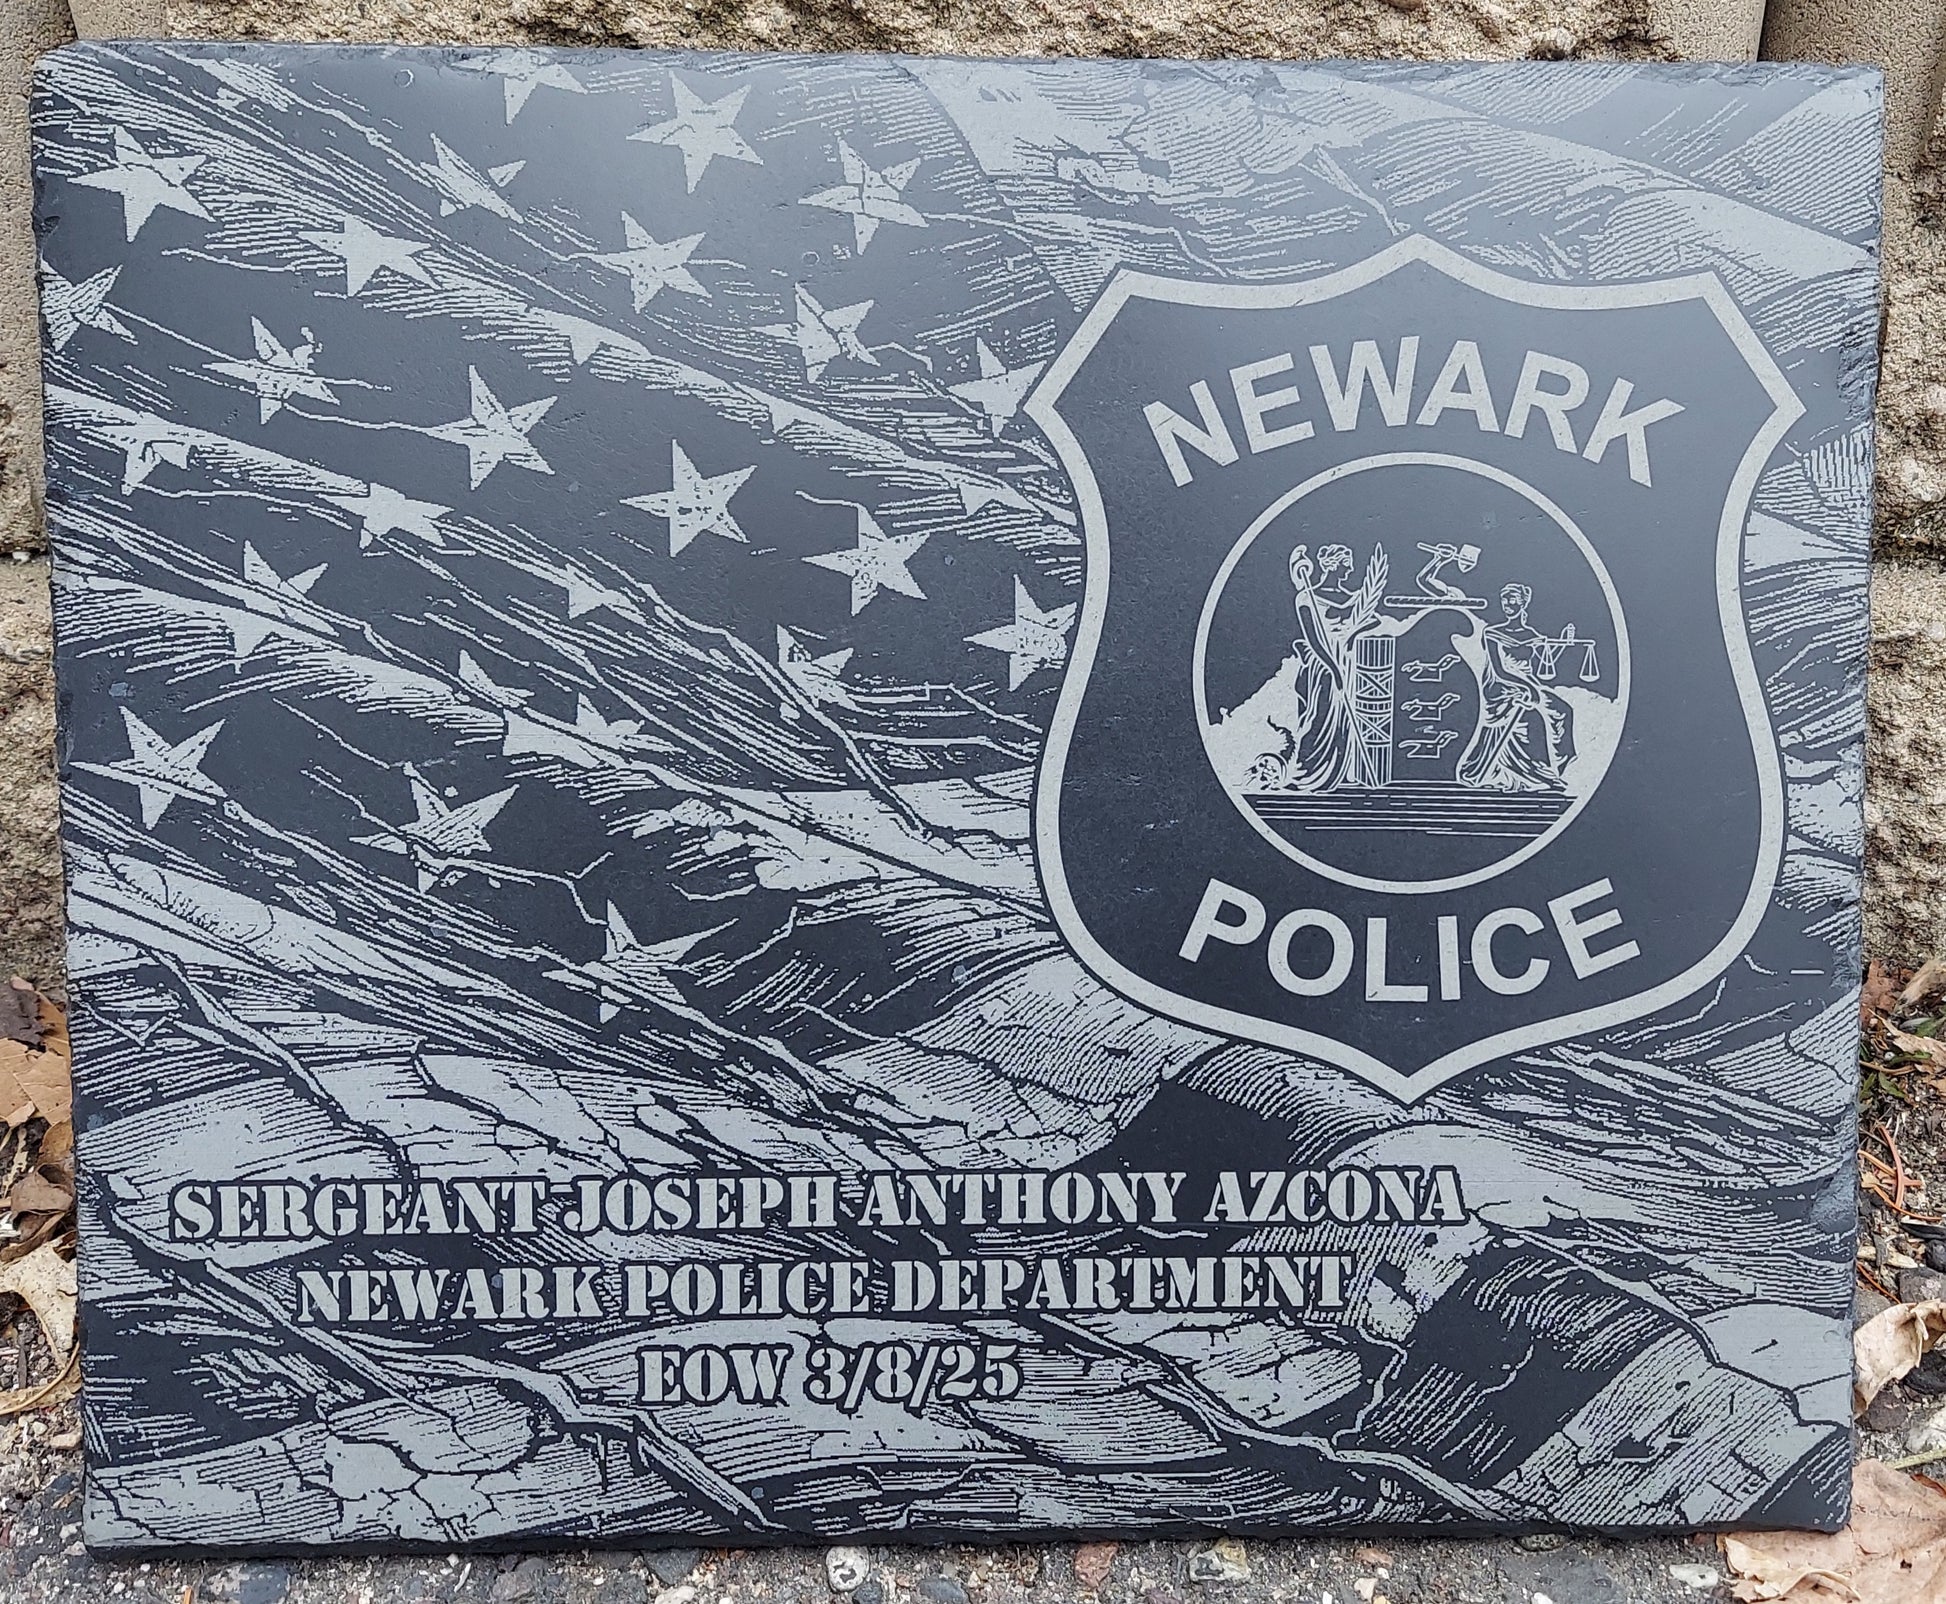 NEWARK
POLICE
SERGEANT JOSEPH ANTHONY AZCONA
NEWARK POLICE DEPARTMENT
EOW 3/8/25